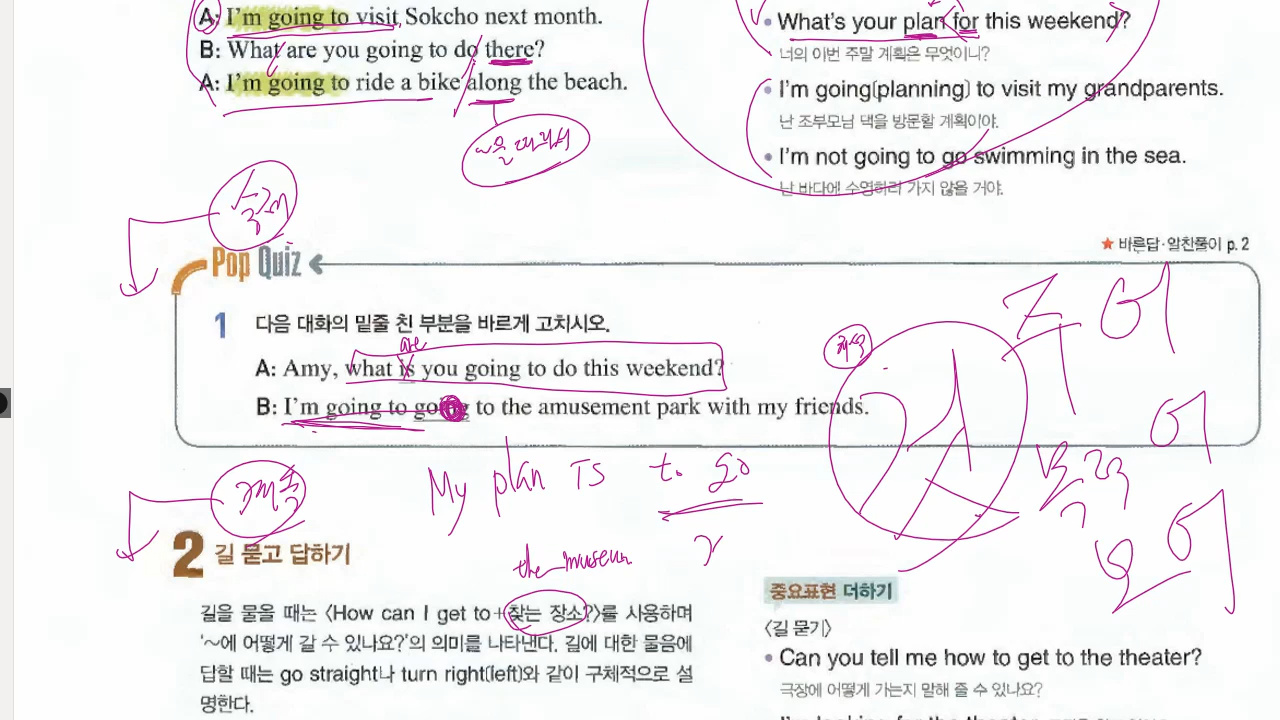 A: I'm going to visit Sokcho next month.
B: What are you going to do there?
A: I'm going to ride a bike along the beach.
~을 따라서
• What's your plan for this weekend?
너의 이번 주말 계획은 무엇이니?
• I'm going(planning) to visit my grandparents.
난 조부모님 댁을 방문할 계획이야.
• I'm not going to go swimming in the sea.
난 바다에 수영하러 가지 않을 거야.
★ 바른답·알찬풀이 p. 2
Pop Quiz
1 다음 대화의 밑줄 친 부분을 바르게 고치시오.
are
A: Amy, what is you going to do this weekend?
B: I'm going to going to the amusement park with my friends.
주어
My plan is to go
2 길 묻고 답하기
the museum
길을 물을 때는 〈How can I get to+찾는 장소?〉를 사용하며
'~에 어떻게 갈 수 있나요?'의 의미를 나타낸다. 길에 대한 물음에
답할 때는 go straight나 turn right(left)와 같이 구체적으로 설
명한다.
중요표현 더하기
〈길 묻기〉
• Can you tell me how to get to the theater?
극장에 어떻게 가는지 말해 줄 수 있나요?